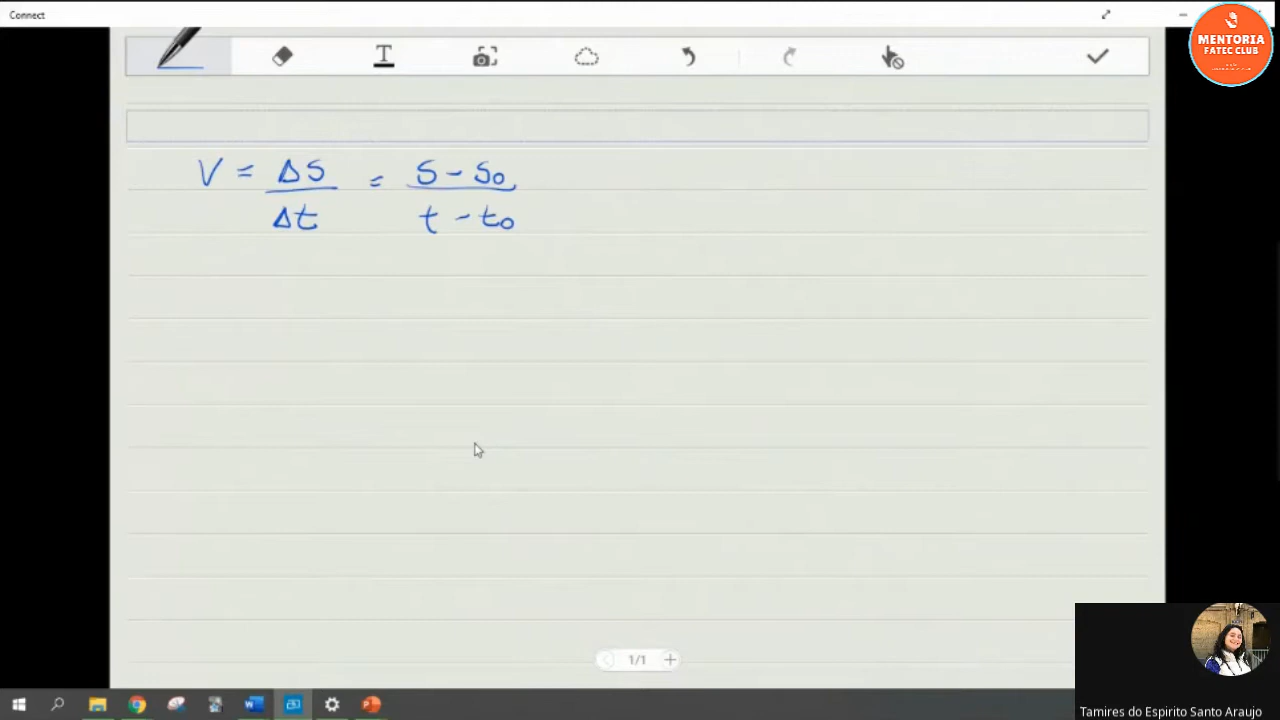 Connect
MENTORIA
FATEC CLUB
T
V = ΔS = S - S₀
Δt t - t₀
1/1
Tamires do Espirito Santo Araujo